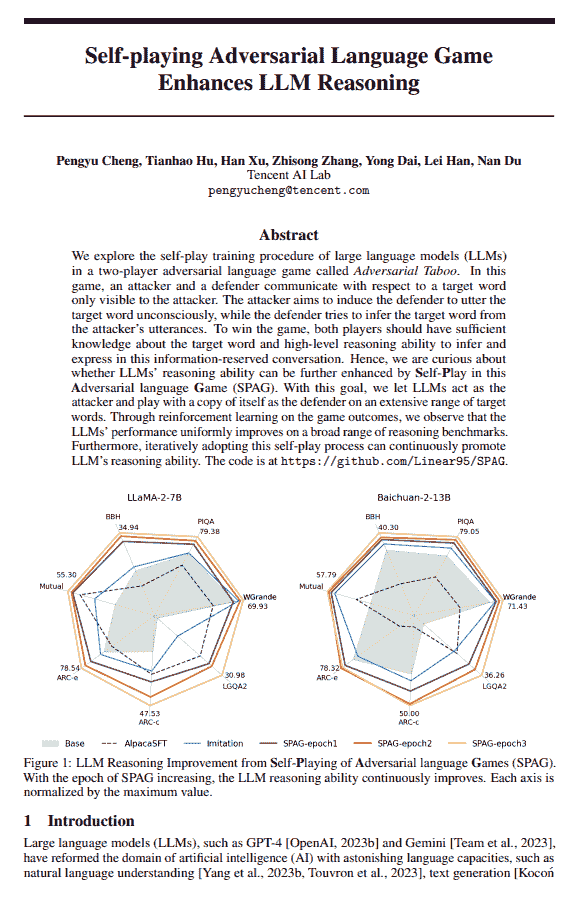 Self-playing Adversarial Language Game
Enhances LLM Reasoning
Pengyu Cheng, Tianhao Hu, Han Xu, Zhisong Zhang, Yong Dai, Lei Han, Nan Du
Tencent AI Lab
pengyucheng@tencent.com
Abstract
We explore the self-play training procedure of large language models (LLMs)
in a two-player adversarial language game called Adversarial Taboo. In this
game, an attacker and a defender communicate with respect to a target word
only visible to the attacker. The attacker aims to induce the defender to utter the
target word unconsciously, while the defender tries to infer the target word from
the attacker's utterances. To win the game, both players should have sufficient
knowledge about the target word and high-level reasoning ability to infer and
express in this information-reserved conversation. Hence, we are curious about
whether LLMs' reasoning ability can be further enhanced by Self-Play in this
Adversarial language Game (SPAG). With this goal, we let LLMs act as the
attacker and play with a copy of itself as the defender on an extensive range of target
words. Through reinforcement learning on the game outcomes, we observe that the
LLMs' performance uniformly improves on a broad range of reasoning benchmarks.
Furthermore, iteratively adopting this self-play process can continuously promote
LLM's reasoning ability. The code is at https://github.com/Linear95/SPAG.
LLaMA-2-7B
BBH
34.94
PIQA
79.38
55.30
Mutual
WGrande
69.93
78.54
ARC-e
30.98
LGQA2
47.53
ARC-c
Baichuan-2-13B
BBH
40.30
PIQA
79.05
57.79
Mutual
WGrande
71.43
78.32
ARC-e
36.26
LGQA2
50.00
ARC-c
Base AlpacaSFT Imitation SPAG-epoch1 SPAG-epoch2 SPAG-epoch3
Figure 1: LLM Reasoning Improvement from Self-Playing of Adversarial language Games (SPAG).
With the epoch of SPAG increasing, the LLM reasoning ability continuously improves. Each axis is
normalized by the maximum value.
1 Introduction
Large language models (LLMs), such as GPT-4 [OpenAI, 2023b] and Gemini [Team et al., 2023],
have reformed the domain of artificial intelligence (AI) with astonishing language capacities, such as
natural language understanding [Yang et al., 2023b, Touvron et al., 2023], text generation [Kocoń